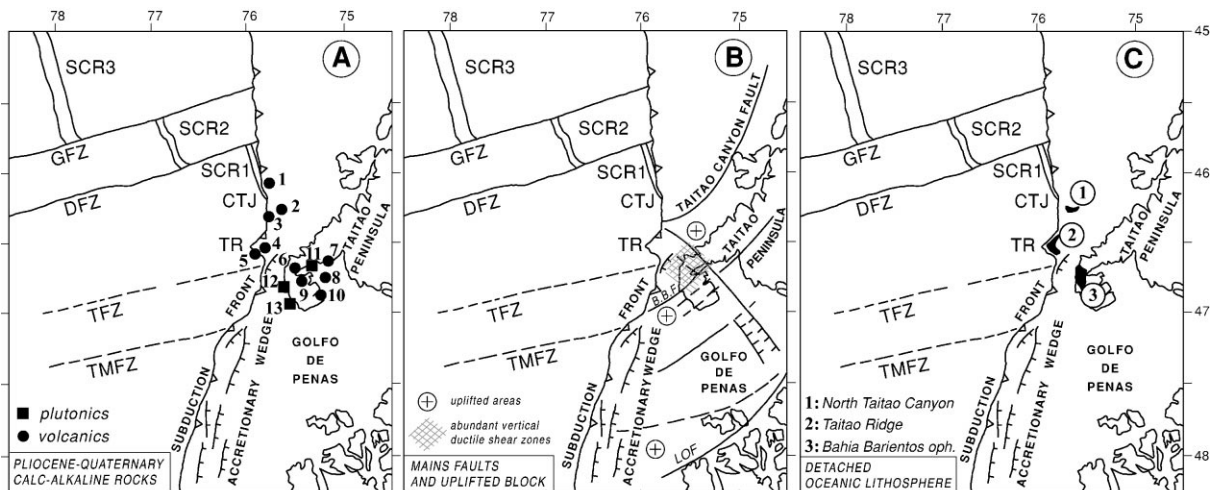 78 77 76 75 78 77 76 75 78 77 76 75
A
SCR3
SCR2
GFZ
SCR1
DFZ
CTJ
1
2
3
TR
4
5
6
11
7
8
12
9
10
13
TAITAO
PENINSULA
FRONT
TFZ
TMFZ
WEDGE
GOLFO
DE
PENAS
SUBDUCTION
ACCRETIONARY
plutonics
volcanics
PLIOCENE-QUATERNARY
CALC-ALKALINE ROCKS
B
SCR3
SCR2
GFZ
SCR1
DFZ
CTJ
TAITAO CANYON FAULT
TR
TAITAO
PENINSULA
B.B.F.
FRONT
TFZ
TMFZ
WEDGE
GOLFO
DE PENAS
SUBDUCTION
ACCRETIONARY
uplifted areas
abundant vertical
ductile shear zones
LOF
MAINS FAULTS
AND UPLIFTED BLOCK
C
45
SCR3
SCR2
GFZ
46
SCR1
DFZ
CTJ
1
TR
2
TAITAO
PENINSULA
3
FRONT
TFZ
47
TMFZ
WEDGE
GOLFO
DE
PENAS
SUBDUCTION
ACCRETIONARY
1: North Taitao Canyon
2: Taitao Ridge
3: Bahia Barientos oph.
48
DETACHED
OCEANIC LITHOSPHERE